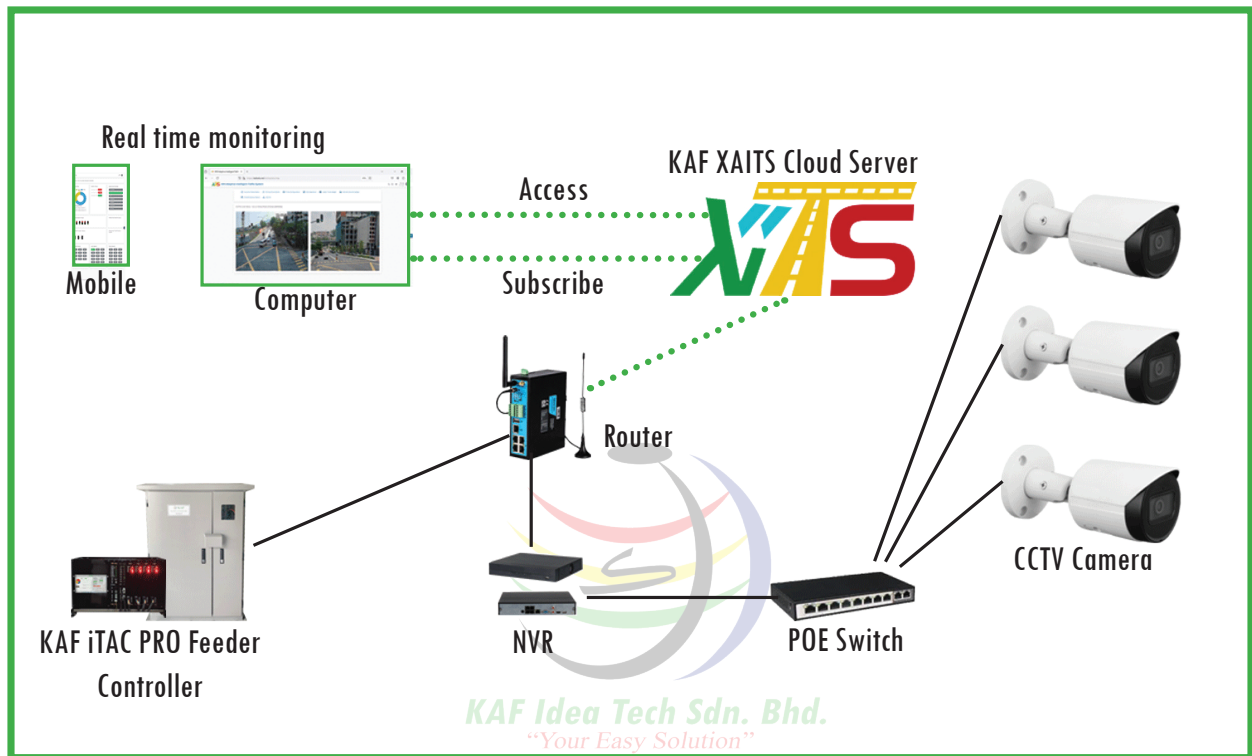 Real time monitoring
KAF XAITS Cloud Server
Access
XiTS
Mobile
Computer
Subscribe
Router
CCTV Camera
KAF iTAC PRO Feeder
Controller
NVR
POE Switch
KAF Idea Tech Sdn. Bhd.
"Your Easy Solution"